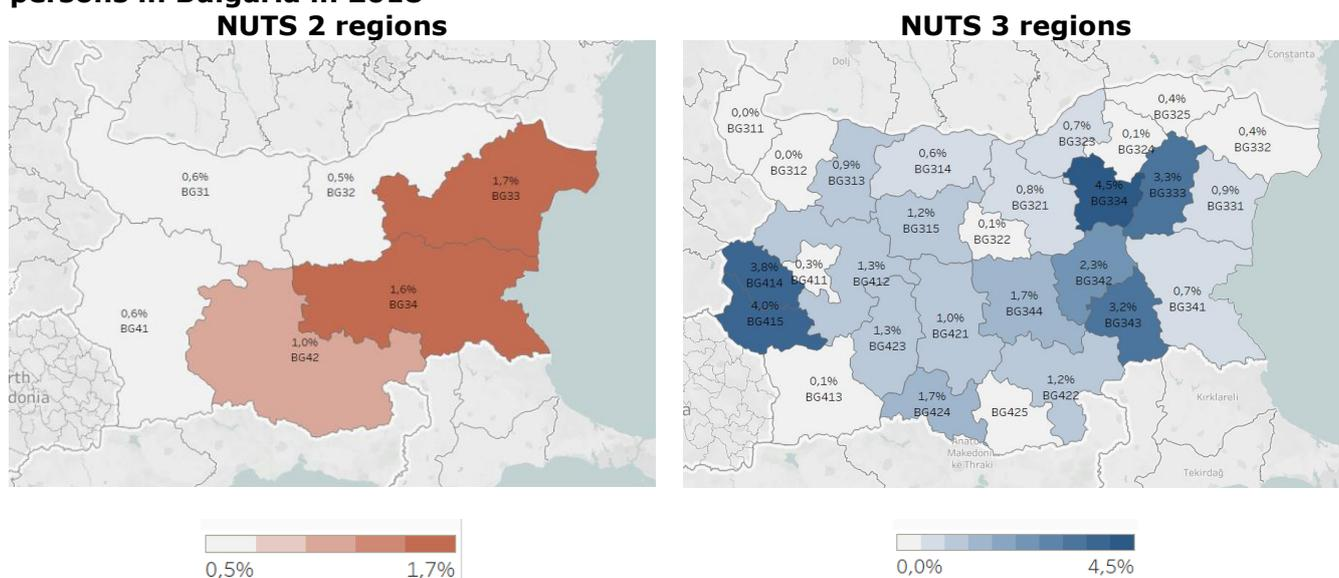 persons in Bulgaria in 2018
NUTS 2 regions
0,6%
BG31
0,5%
BG32
1,7%
BG33
1,6%
BG34
0,6%
BG41
1,0%
BG42
rth
donia
0,5%
1,7%
NUTS 3 regions
Dolj
Constanta
0,0%
BG311
0,0%
BG312
0,9%
BG313
0,6%
BG314
0,7%
BG323
0,4%
BG325
0,1%
BG324
0,4%
BG332
4,5%
BG334
3,3%
BG333
0,9%
BG331
0,8%
BG321
1,2%
BG315
0,1%
BG322
3,8%
BG414
0,3%
BG411
1,3%
BG412
2,3%
BG342
4,0%
BG415
1,7%
BG344
3,2%
BG343
0,7%
BG341
1,0%
BG421
1,3%
BG423
0,1%
BG413
1,2%
BG422
1,7%
BG424
BG425
Kırklareli
a
Makedoni
ke Thraki
Tekirdağ
0,0%
4,5%